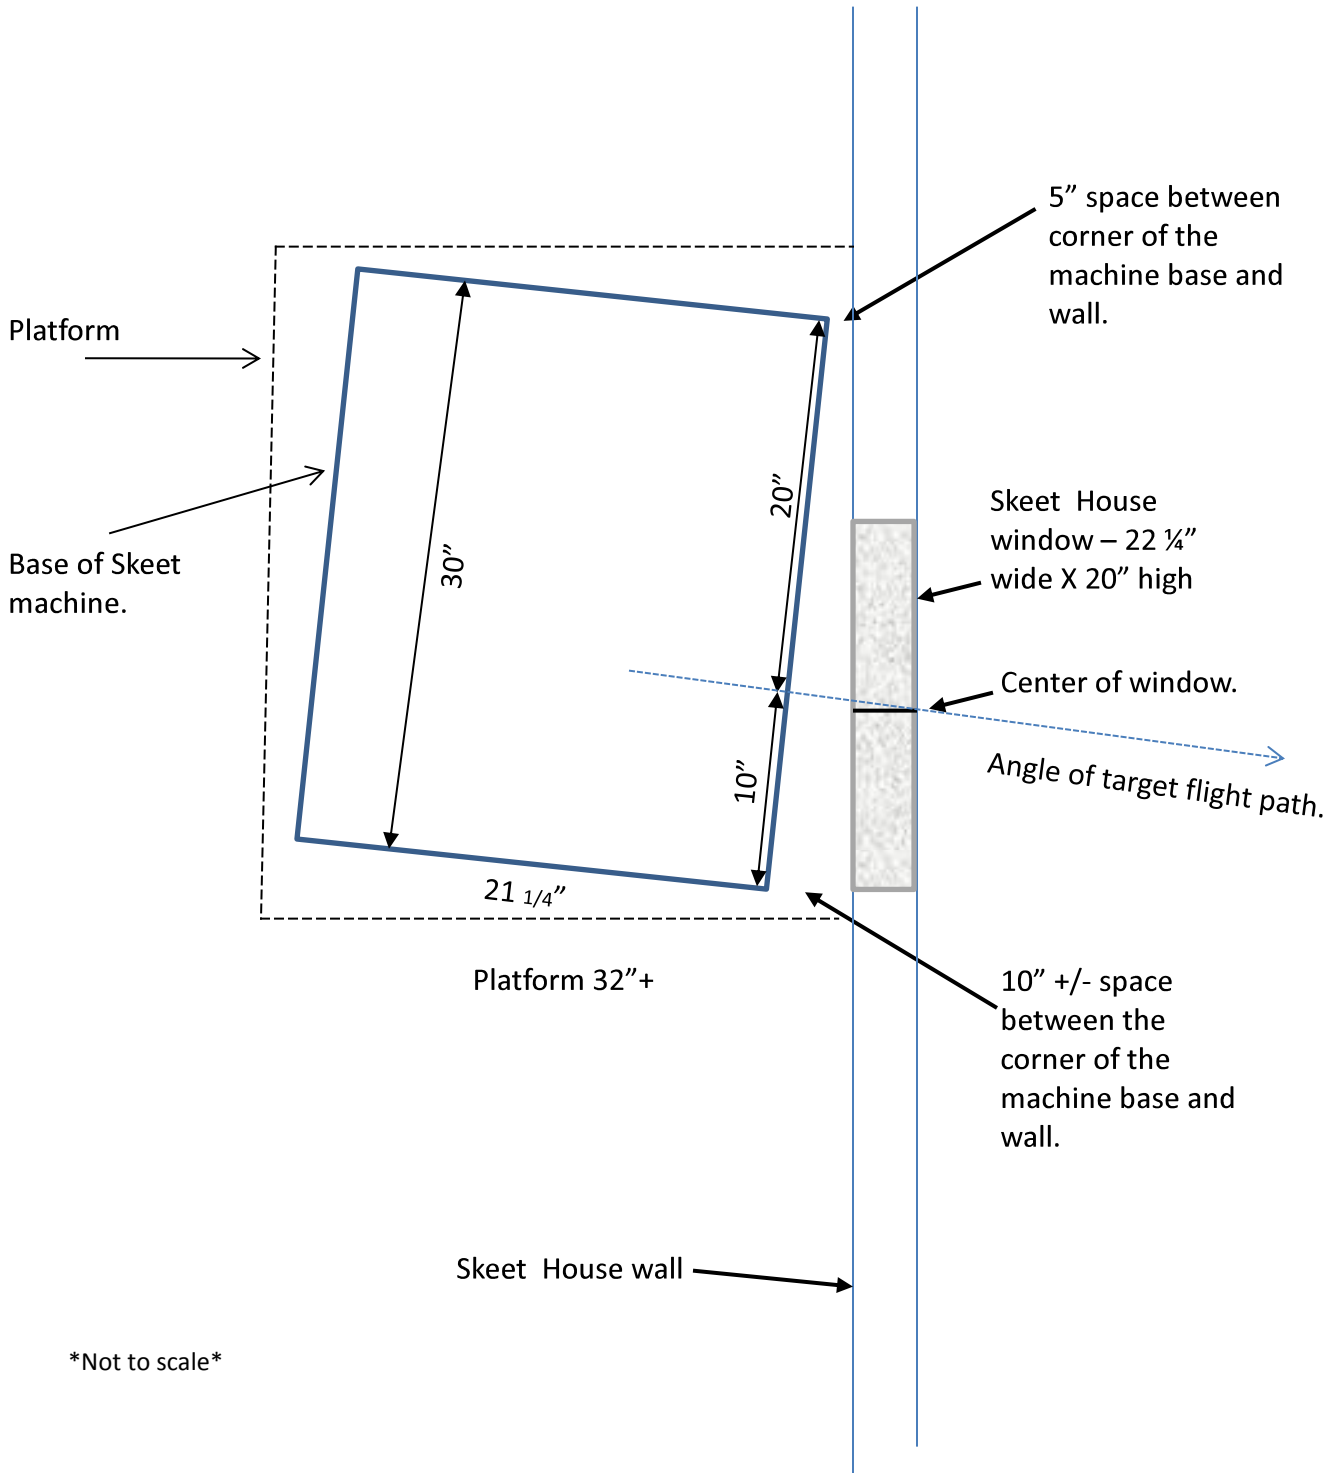 5” space between
corner of the
machine base and
wall.
Platform
20”
Skeet  House
window – 22 ¼”
wide X 20” high
30”
Base of Skeet
machine.
Center of window.
10”
Angle of target flight path.
21 1/4”
Platform 32”+
10” +/- space
between the
corner of the
machine base and
wall.
Skeet  House wall
*Not to scale*